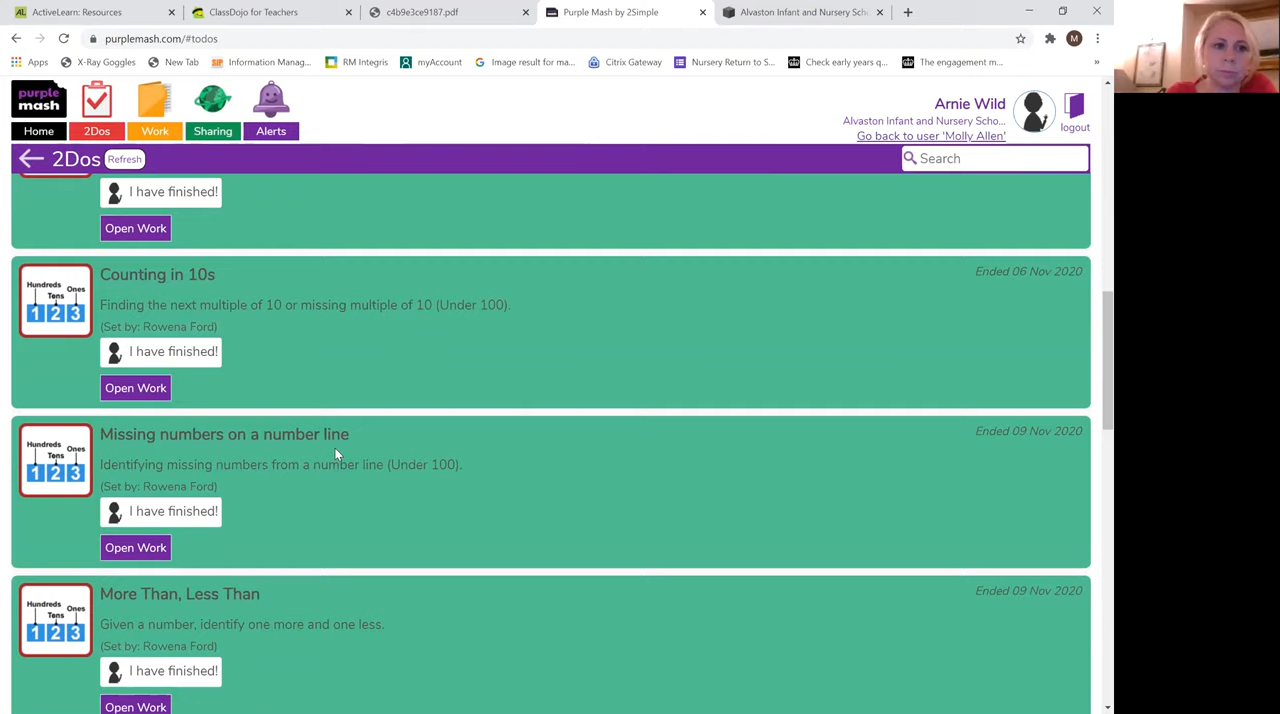 ActiveLearn: Resources
ClassDojo for Teachers
c4b9e3ce9187.pdf
Purple Mash by 2Simple
Alvaston Infant and Nursery Sch
purplemash.com/#todos
M
Apps
X-Ray Goggles
New Tab
Information Manag...
RM Integris
myAccount
Image result for ma...
Citrix Gateway
Nursery Return to S...
Check early years q...
The engagement m...
purple mash
Home
2Dos
Work
Sharing
Alerts
Arnie Wild
Alvaston Infant and Nursery Scho...
Go back to user 'Molly Allen'
logout
2Dos
Refresh
Search
I have finished!
Open Work
Hundreds Tens Ones
1 2 3
Counting in 10s
Ended 06 Nov 2020
Finding the next multiple of 10 or missing multiple of 10 (Under 100).
(Set by: Rowena Ford)
I have finished!
Open Work
Hundreds Tens Ones
1 2 3
Missing numbers on a number line
Ended 09 Nov 2020
Identifying missing numbers from a number line (Under 100).
(Set by: Rowena Ford)
I have finished!
Open Work
Hundreds Tens Ones
1 2 3
More Than, Less Than
Ended 09 Nov 2020
Given a number, identify one more and one less.
(Set by: Rowena Ford)
I have finished!
Open Work